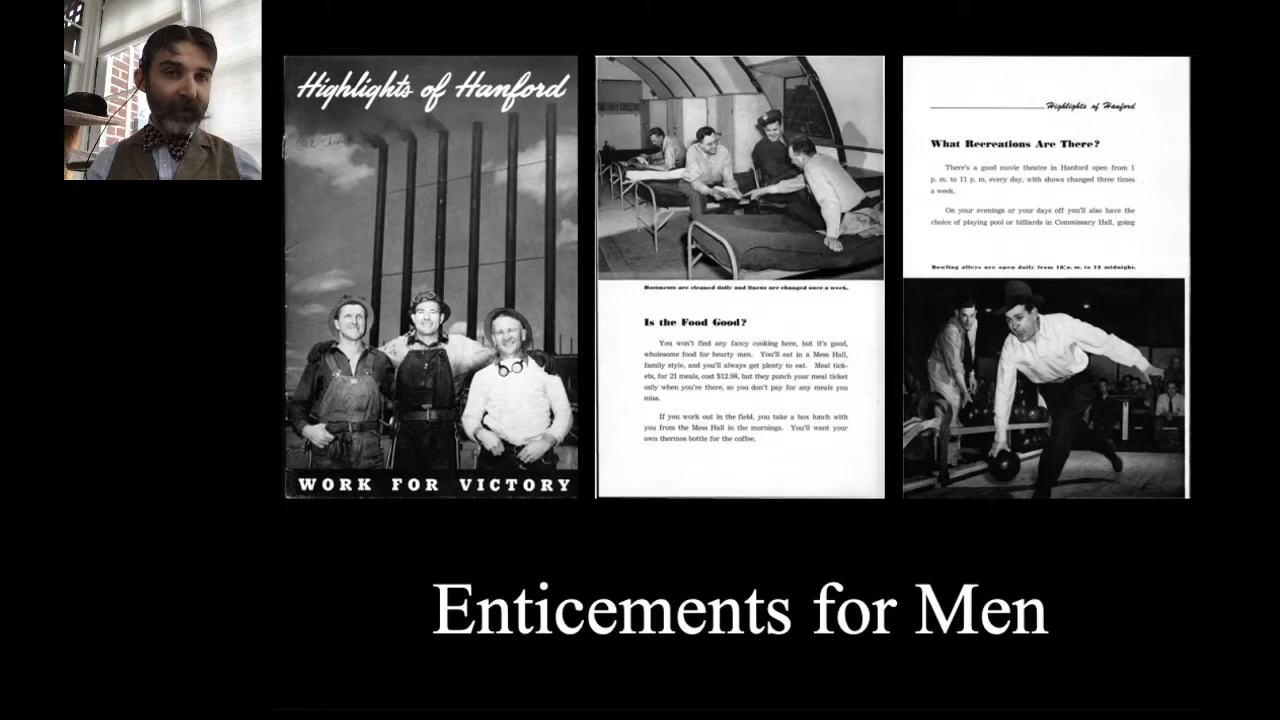 Highlights of Hanford
WORK FOR VICTORY
Barracks are cleaned daily and linens are changed once a week.
Is the Food Good?
You won't find any fancy cooking here, but it's good,
wholesome food for hearty men. You'll eat in a Mess Hall,
family style, and you'll always get plenty to eat. Meal tick-
ets, for 21 meals, cost $12.98, but they punch your meal ticket
only when you're there, so you don't pay for any meals you
miss.
If you work out in the field, you take a box lunch with
you from the Mess Hall in the mornings. You'll want your
own thermos bottle for the coffee.
Highlights of Hanford
What Recreations Are There?
There's a good movie theatre in Hanford open from 1
p. m. to 11 p. m. every day, with shows changed three times
a week.
On your evenings or your days off you'll also have the
choice of playing pool or billiards in Commissary Hall, going
Bowling alleys are open daily from 10 a. m. to 12 midnight.
Enticements for Men